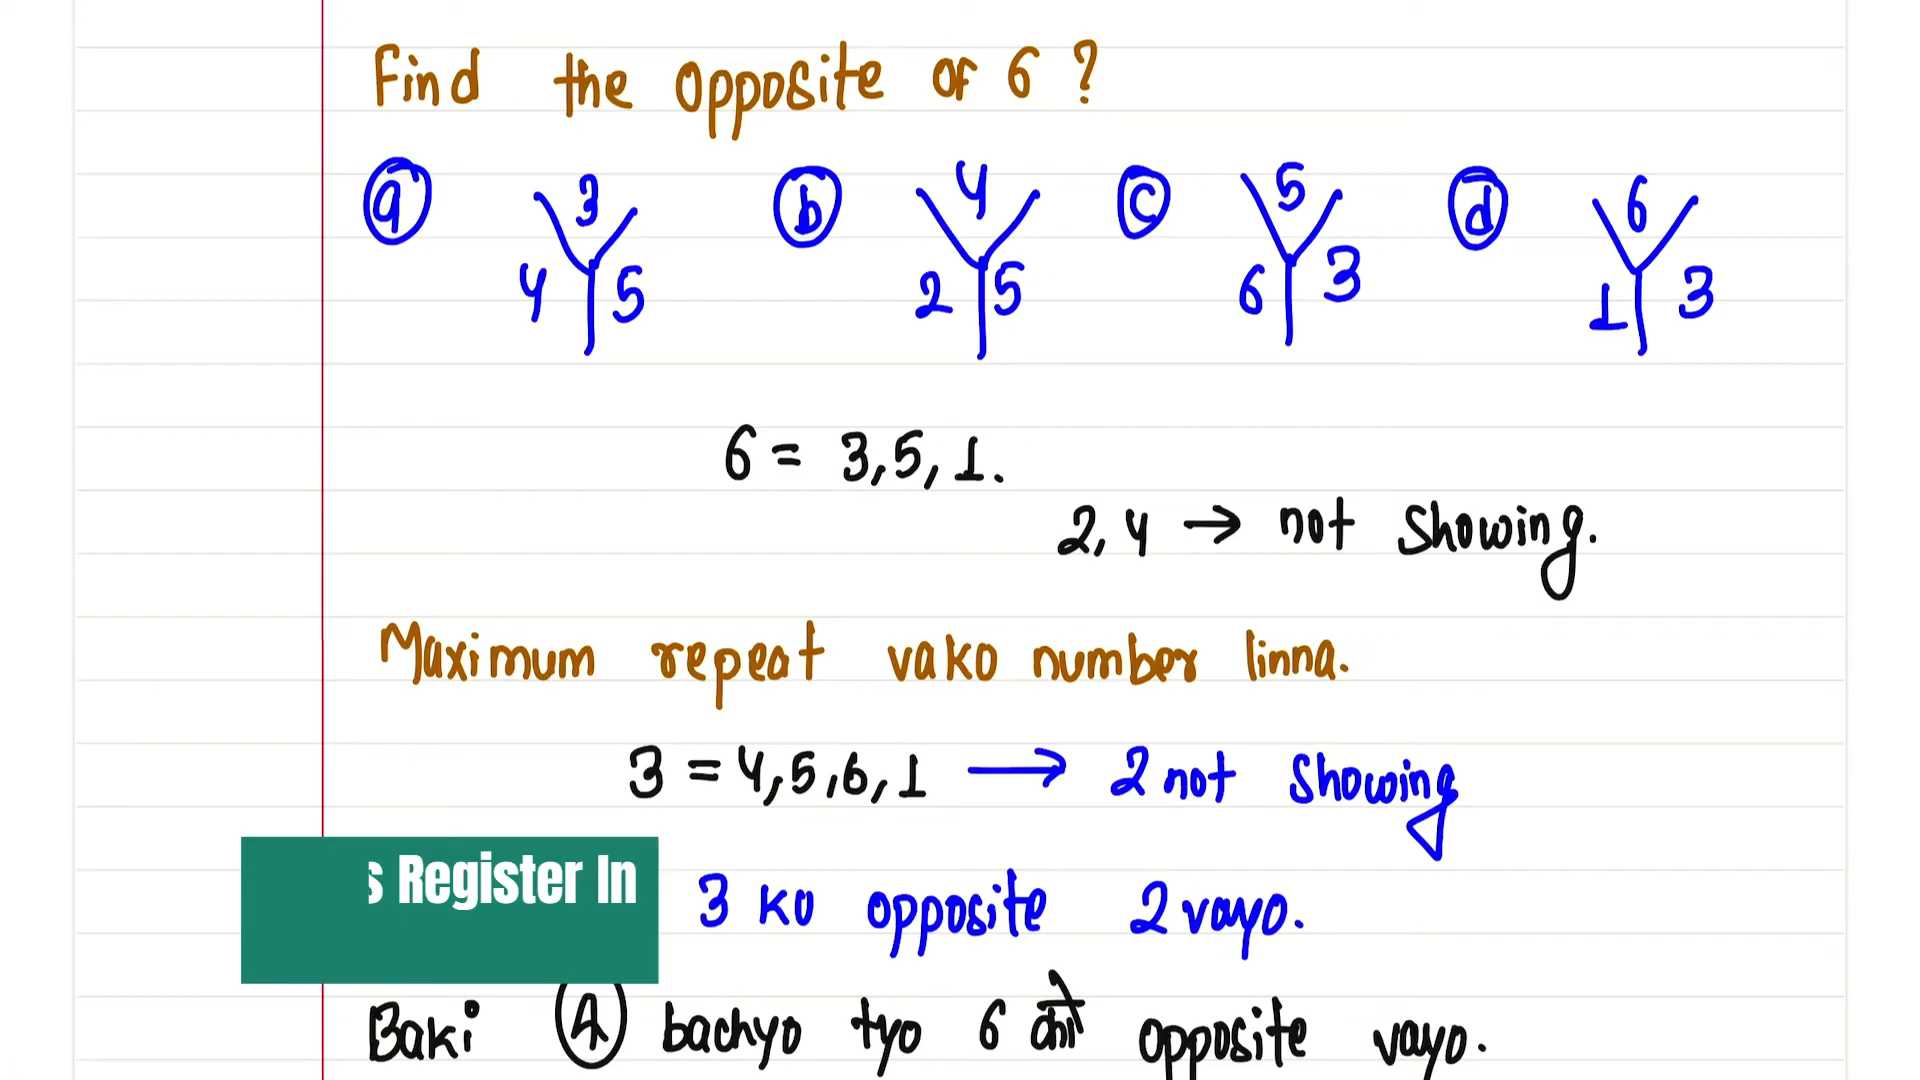 Find the opposite of 6 ?
a 3 4 5 b 4 2 5 c 5 6 3 d 6 1 3
6 = 3,5,1.
2,4 → not showing.
Maximum repeat vako number linna.
3 = 4,5,6,1 → 2 not showing
s Register In
3 ko opposite 2 vayo.
Baki 4 bachyo tyo 6 को opposite vayo.